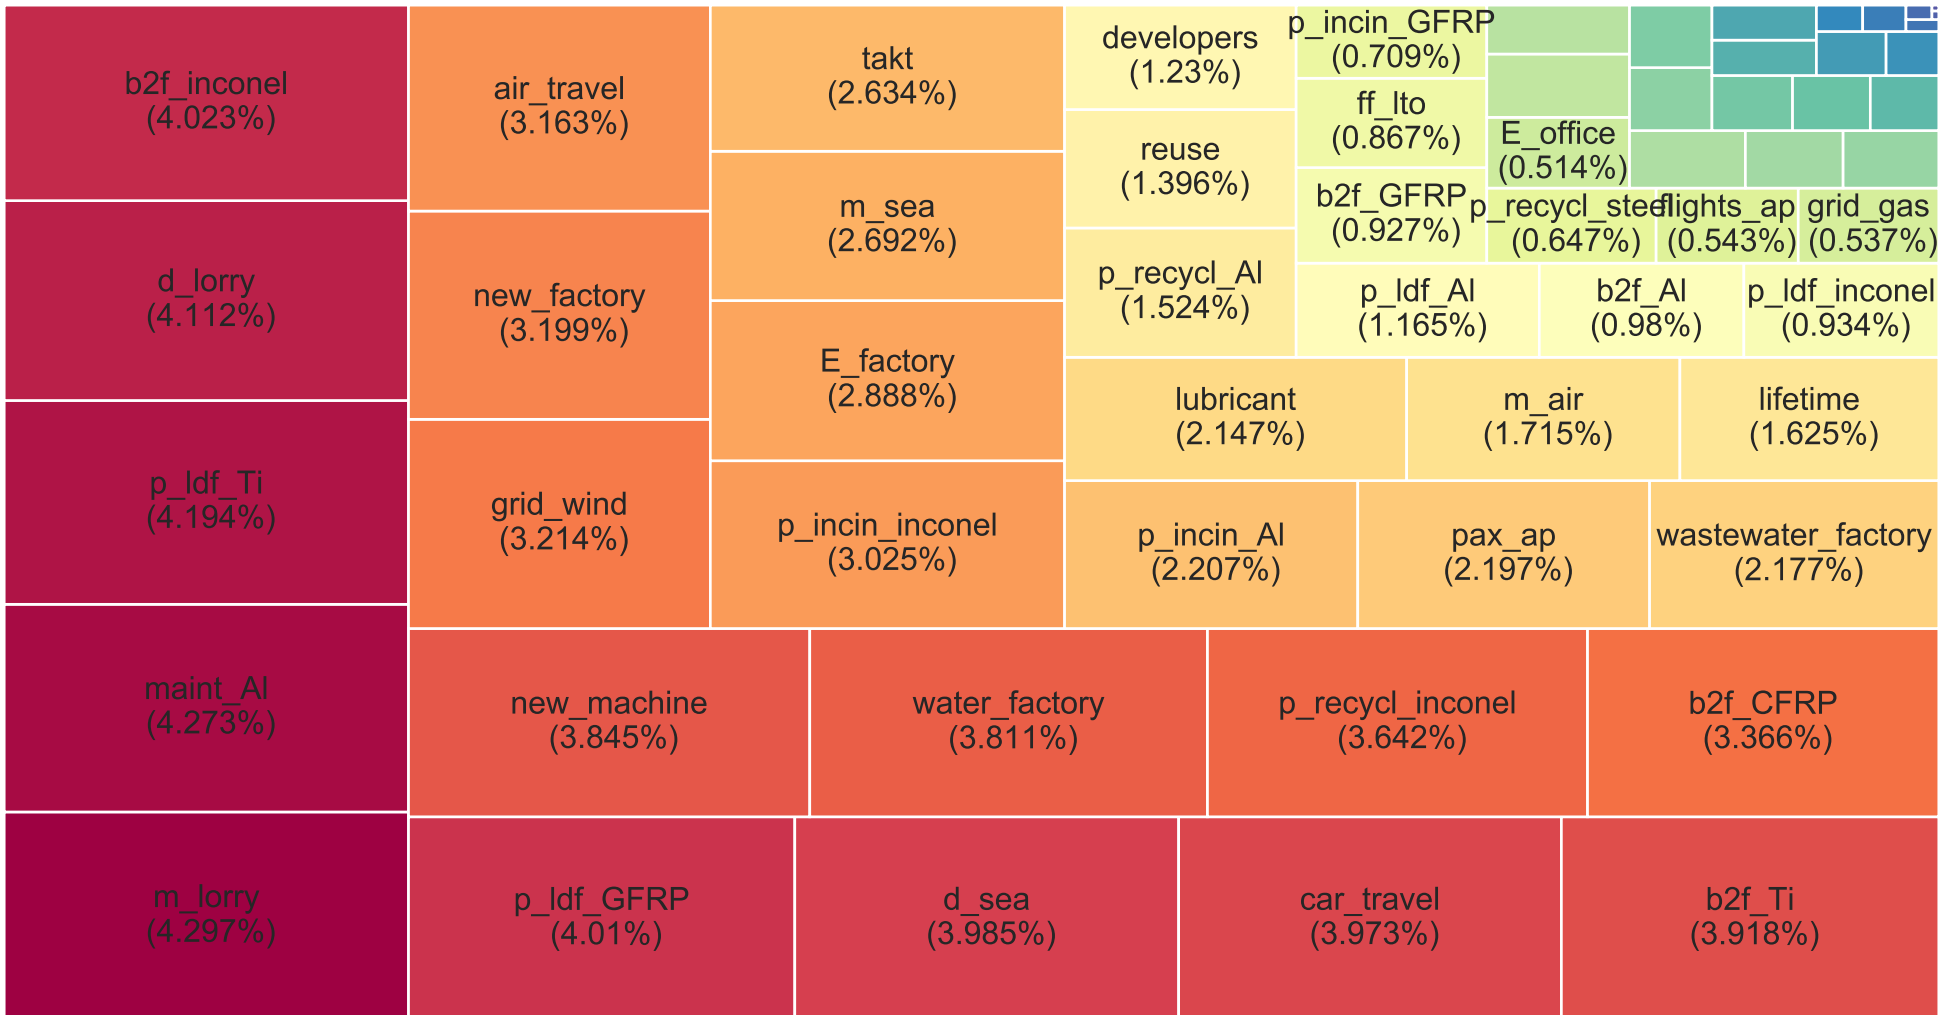 b2f_inconel
(4.023%)
d_lorry
(4.112%)
p_ldf_Ti
(4.194%)
maint_Al
(4.273%)
m_lorry
(4.297%)
air_travel
(3.163%)
new_factory
(3.199%)
grid_wind
(3.214%)
takt
(2.634%)
m_sea
(2.692%)
E_factory
(2.888%)
p_incin_inconel
(3.025%)
developers
(1.23%)
reuse
(1.396%)
p_recycl_Al
(1.524%)
p_incin_GFRP
(0.709%)
ff_lto
(0.867%)
b2f_GFRP
(0.927%)
E_office
(0.514%)
p_recycl_steel
(0.647%)
flights_ap
(0.543%)
grid_gas
(0.537%)
p_ldf_Al
(1.165%)
b2f_Al
(0.98%)
p_ldf_inconel
(0.934%)
lubricant
(2.147%)
m_air
(1.715%)
lifetime
(1.625%)
p_incin_Al
(2.207%)
pax_ap
(2.197%)
wastewater_factory
(2.177%)
new_machine
(3.845%)
water_factory
(3.811%)
p_recycl_inconel
(3.642%)
b2f_CFRP
(3.366%)
p_ldf_GFRP
(4.01%)
d_sea
(3.985%)
car_travel
(3.973%)
b2f_Ti
(3.918%)